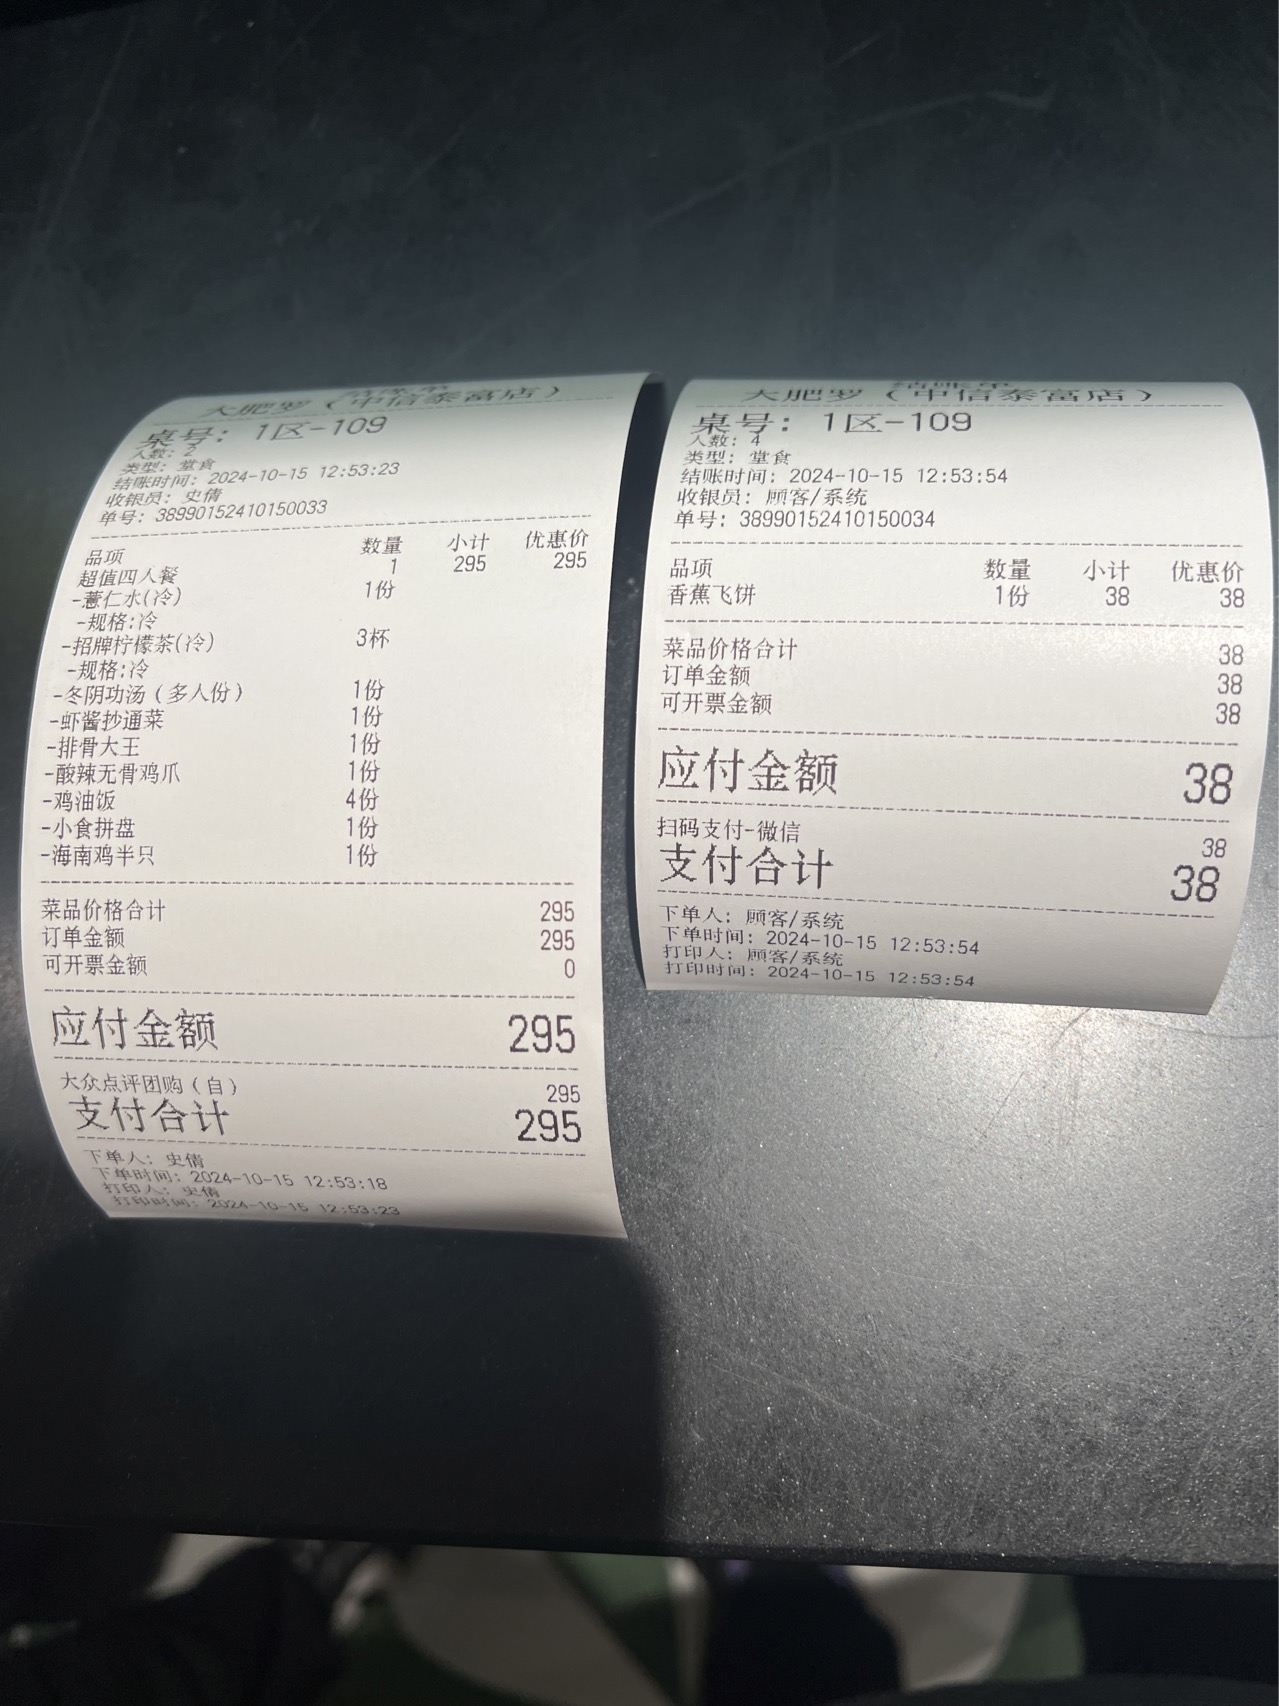 结账单
大肥罗（中信泰富店）
桌号： 1区-109
人数： 2
类型： 堂食
结账时间： 2024-10-15 12:53:23
收银员： 史倩
单号： 38990152410150033
品项 数量 小计 优惠价
超值四人餐 1 295 295
-薏仁水(冷) 1份
-规格:冷
-招牌柠檬茶(冷) 3杯
-规格:冷
-冬阴功汤（多人份） 1份
-虾酱抄通菜 1份
-排骨大王 1份
-酸辣无骨鸡爪 1份
-鸡油饭 4份
-小食拼盘 1份
-海南鸡半只 1份
菜品价格合计 295
订单金额 295
可开票金额 0
应付金额 295
大众点评团购（自） 295
支付合计 295
下单人： 史倩
下单时间： 2024-10-15 12:53:18
打印人： 史倩
打印时间： 2024-10-15 12:53:23
结账单
大肥罗（中信泰富店）
桌号： 1区-109
人数： 4
类型： 堂食
结账时间： 2024-10-15 12:53:54
收银员： 顾客/系统
单号： 38990152410150034
品项 数量 小计 优惠价
香蕉飞饼 1份 38 38
菜品价格合计 38
订单金额 38
可开票金额 38
应付金额 38
扫码支付-微信 38
支付合计 38
下单人： 顾客/系统
下单时间： 2024-10-15 12:53:54
打印人： 顾客/系统
打印时间： 2024-10-15 12:53:54